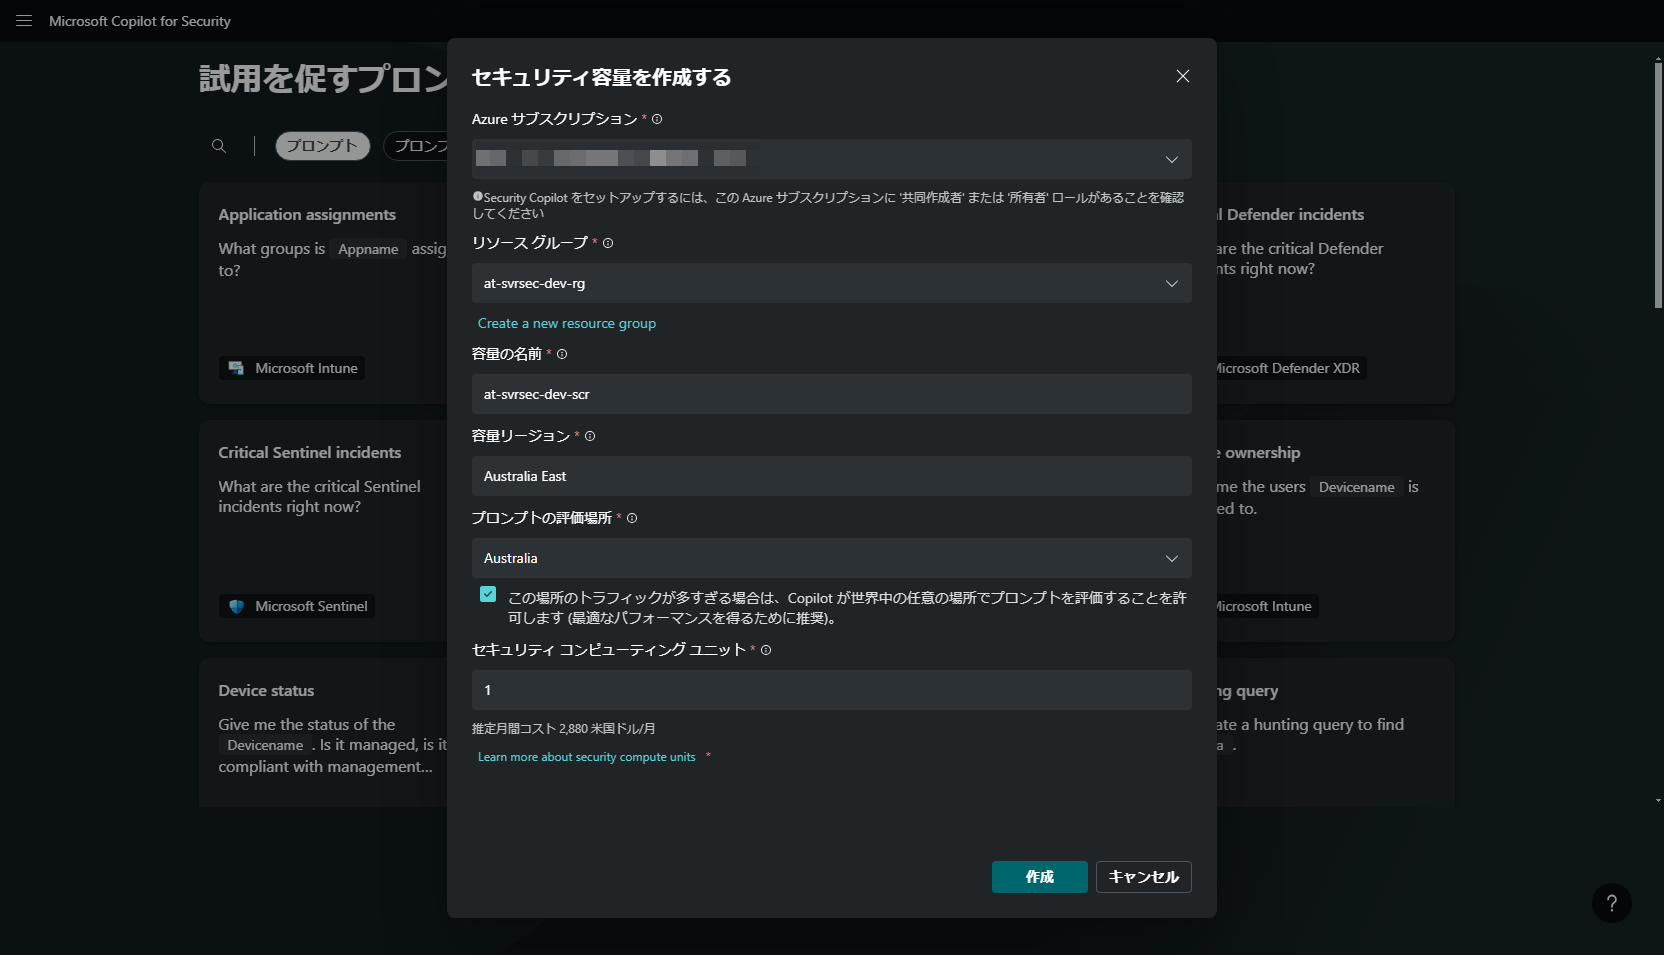 Microsoft Copilot for Security
試用を促すプロン
プロンプト
プロンプ
Application assignments
What groups is Appname assig
to?
Microsoft Intune
Critical Sentinel incidents
What are the critical Sentinel
incidents right now?
Microsoft Sentinel
Device status
Give me the status of the
Devicename . Is it managed, is it
compliant with management...
セキュリティ容量を作成する
Azure サブスクリプション *
Security Copilot をセットアップするには、この Azure サブスクリプションに '共同作成者' または '所有者' ロールがあることを確認
してください
リソース グループ *
at-svrsec-dev-rg
Create a new resource group
容量の名前 *
at-svrsec-dev-scr
容量リージョン *
Australia East
プロンプトの評価場所 *
Australia
この場所のトラフィックが多すぎる場合は、Copilot が世界中の任意の場所でプロンプトを評価することを許
可します (最適なパフォーマンスを得るために推奨)。
セキュリティ コンピューティング ユニット *
1
推定月間コスト 2,880 米国ドル/月
Learn more about security compute units *
作成
キャンセル
l Defender incidents
are the critical Defender
nts right now?
Microsoft Defender XDR
e ownership
me the users Devicename is
ed to.
Microsoft Intune
ng query
ate a hunting query to find
a .
?